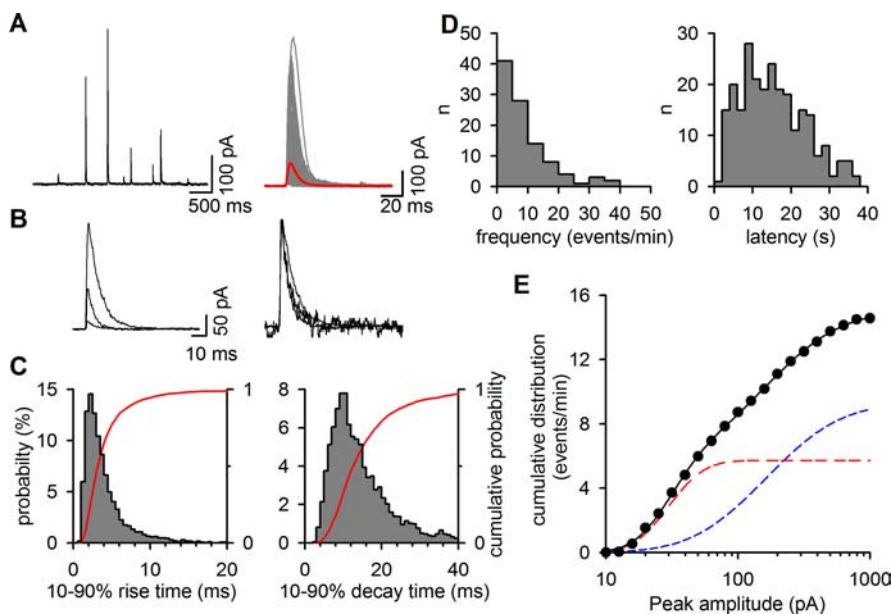 A
100 pA
500 ms
100 pA
20 ms
B
50 pA
10 ms
C
15
10
5
0
probabilty (%)
1
0
0
10
20
10-90% rise time (ms)
8
6
4
2
0
1
0
cumulative probability
0
20
40
10-90% decay time (ms)
D
50
40
30
20
10
0
n
0 10 20 30 40 50
frequency (events/min)
30
20
10
0
n
0 10 20 30 40
latency (s)
E
16
12
8
4
0
cumulative distribution
(events/min)
10
100
1000
Peak amplitude (pA)